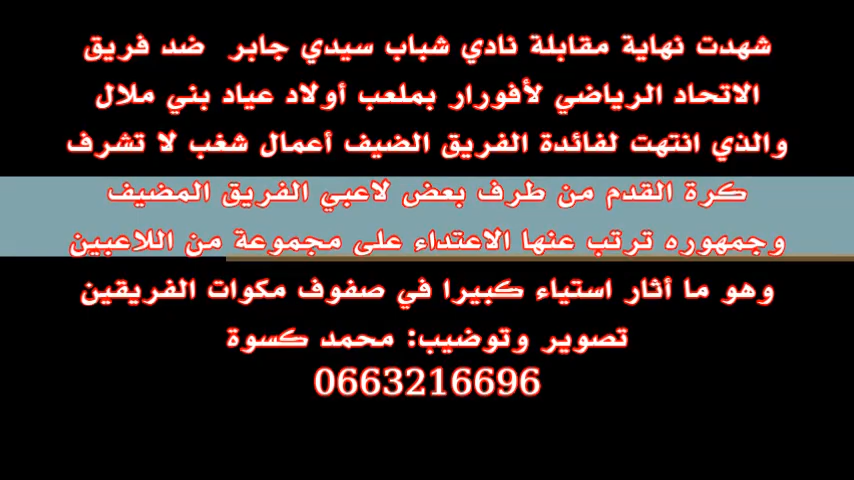 شهدت نهاية مقابلة نادي شباب سيدي جابر ضد فريق
الاتحاد الرياضي لأفورار بملعب أولاد عياد بني ملال
والذي انتهت لفائدة الفريق الضيف أعمال شغب لا تشرف
كرة القدم من طرف بعض لاعبي الفريق المضيف
وجمهوره ترتب عنها الاعتداء على مجموعة من اللاعبين
وهو ما أثار استياء كبيرا في صفوف مكوات الفريقين
تصوير وتوضيب: محمد كسوة
0663216696